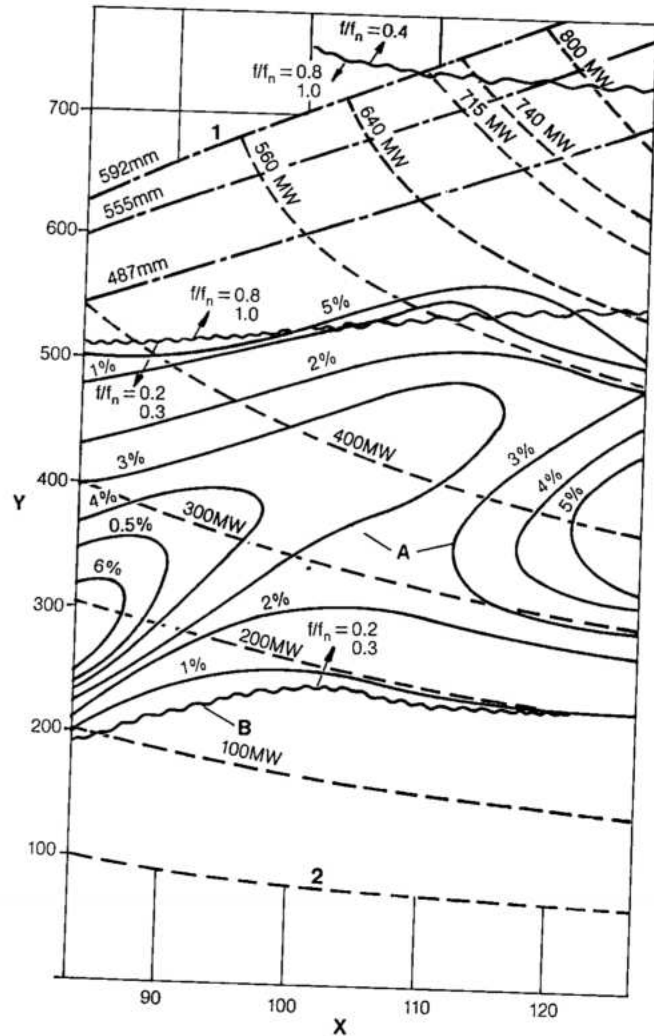 f/fn = 0.4
800 MW
f/fn = 0.8
1.0
700
1
740 MW
715 MW
640 MW
560 MW
592mm
555mm
600
487mm
f/fn = 0.8
1.0
5%
500
1%
f/fn = 0.2
0.3
2%
3%
400MW
3%
Y
400
4%
4%
5%
300MW
0.5%
A
6%
300
2%
f/fn = 0.2
0.3
200MW
1%
B
200
100MW
100
2
90
100
110
120
X